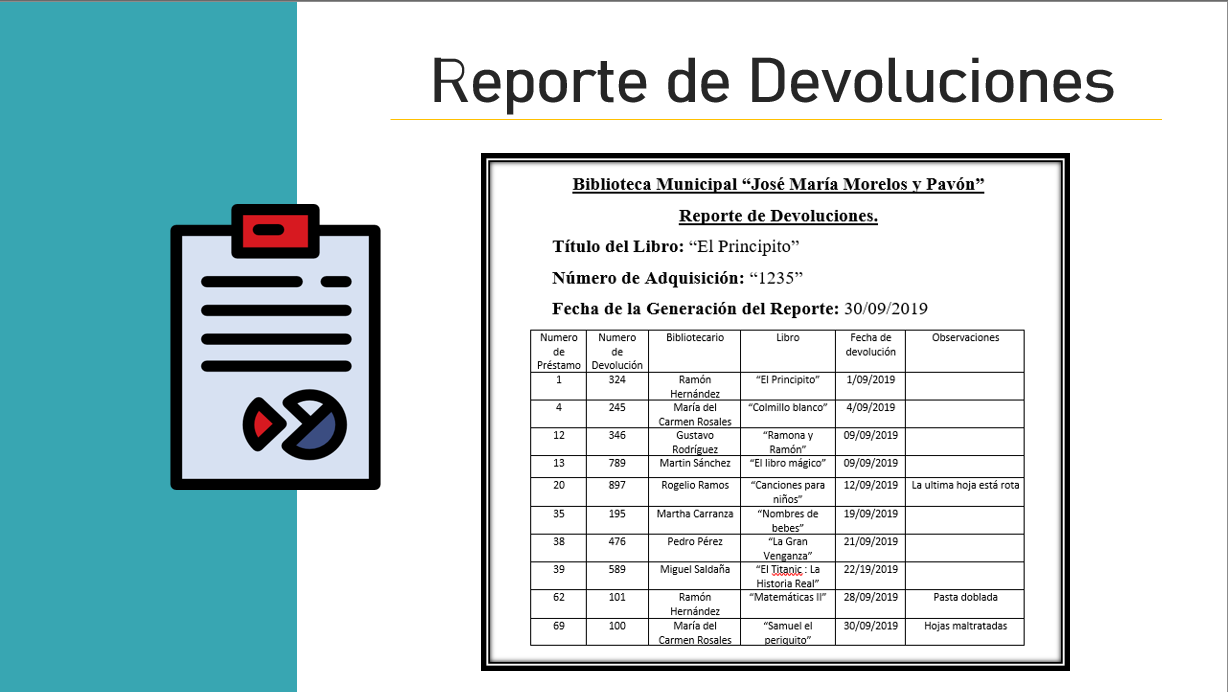 Reporte de Devoluciones
Biblioteca Municipal “José María Morelos y Pavón”
Reporte de Devoluciones.
Título del Libro: “El Principito”
Número de Adquisición: “1235”
Fecha de la Generación del Reporte: 30/09/2019
Numero de Préstamo Numero de Devolución Bibliotecario Libro Fecha de devolución Observaciones
1 324 Ramón Hernández “El Principito” 1/09/2019
4 245 María del Carmen Rosales “Colmillo blanco” 4/09/2019
12 346 Gustavo Rodríguez “Ramona y Ramón” 09/09/2019
13 789 Martin Sánchez “El libro mágico” 09/09/2019
20 897 Rogelio Ramos “Canciones para niños” 12/09/2019 La ultima hoja está rota
35 195 Martha Carranza “Nombres de bebes” 19/09/2019
38 476 Pedro Pérez “La Gran Venganza” 21/09/2019
39 589 Miguel Saldaña “El Titanic : La Historia Real” 22/19/2019
62 101 Ramón Hernández “Matemáticas II” 28/09/2019 Pasta doblada
69 100 María del Carmen Rosales “Samuel el periquito” 30/09/2019 Hojas maltratadas